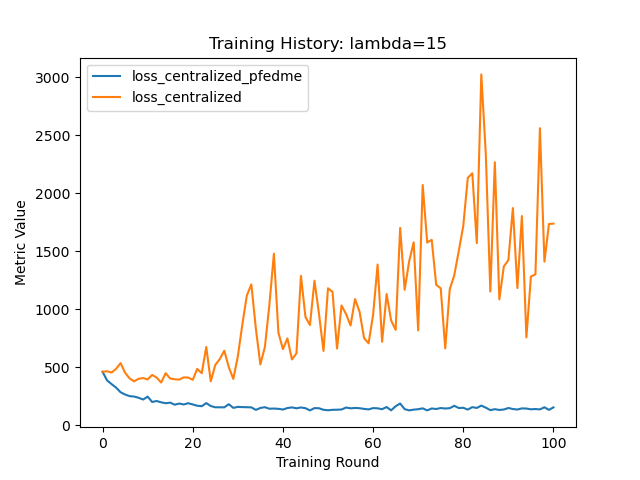 Training History: lambda=15
loss_centralized_pfedme
loss_centralized
Metric Value
3000
2500
2000
1500
1000
500
0
0 20 40 60 80 100
Training Round